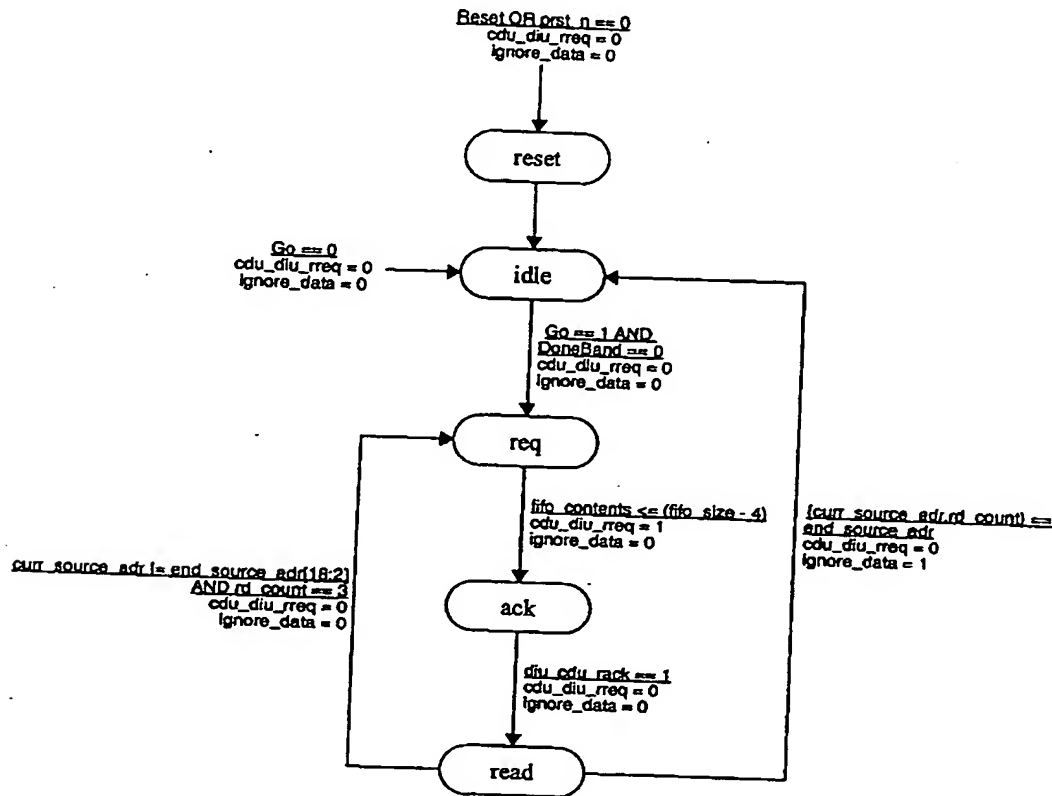 Reset OR prst_n == 0
cdu_diu_rreq = 0
ignore_data = 0
reset
Go == 0
cdu_diu_rreq = 0
ignore_data = 0
idle
Go == 1 AND
DoneBand == 0
cdu_diu_rreq = 0
ignore_data = 0
req
fifo_contents <= (fifo_size - 4)
cdu_diu_rreq = 1
ignore_data = 0
{curr_source_adr,rd_count} ==
end_source_adr
cdu_diu_rreq = 0
ignore_data = 1
curr_source_adr != end_source_adr[18:2]
AND rd_count == 3
cdu_diu_rreq = 0
ignore_data = 0
ack
diu_cdu_rack == 1
cdu_diu_rreq = 0
ignore_data = 0
read